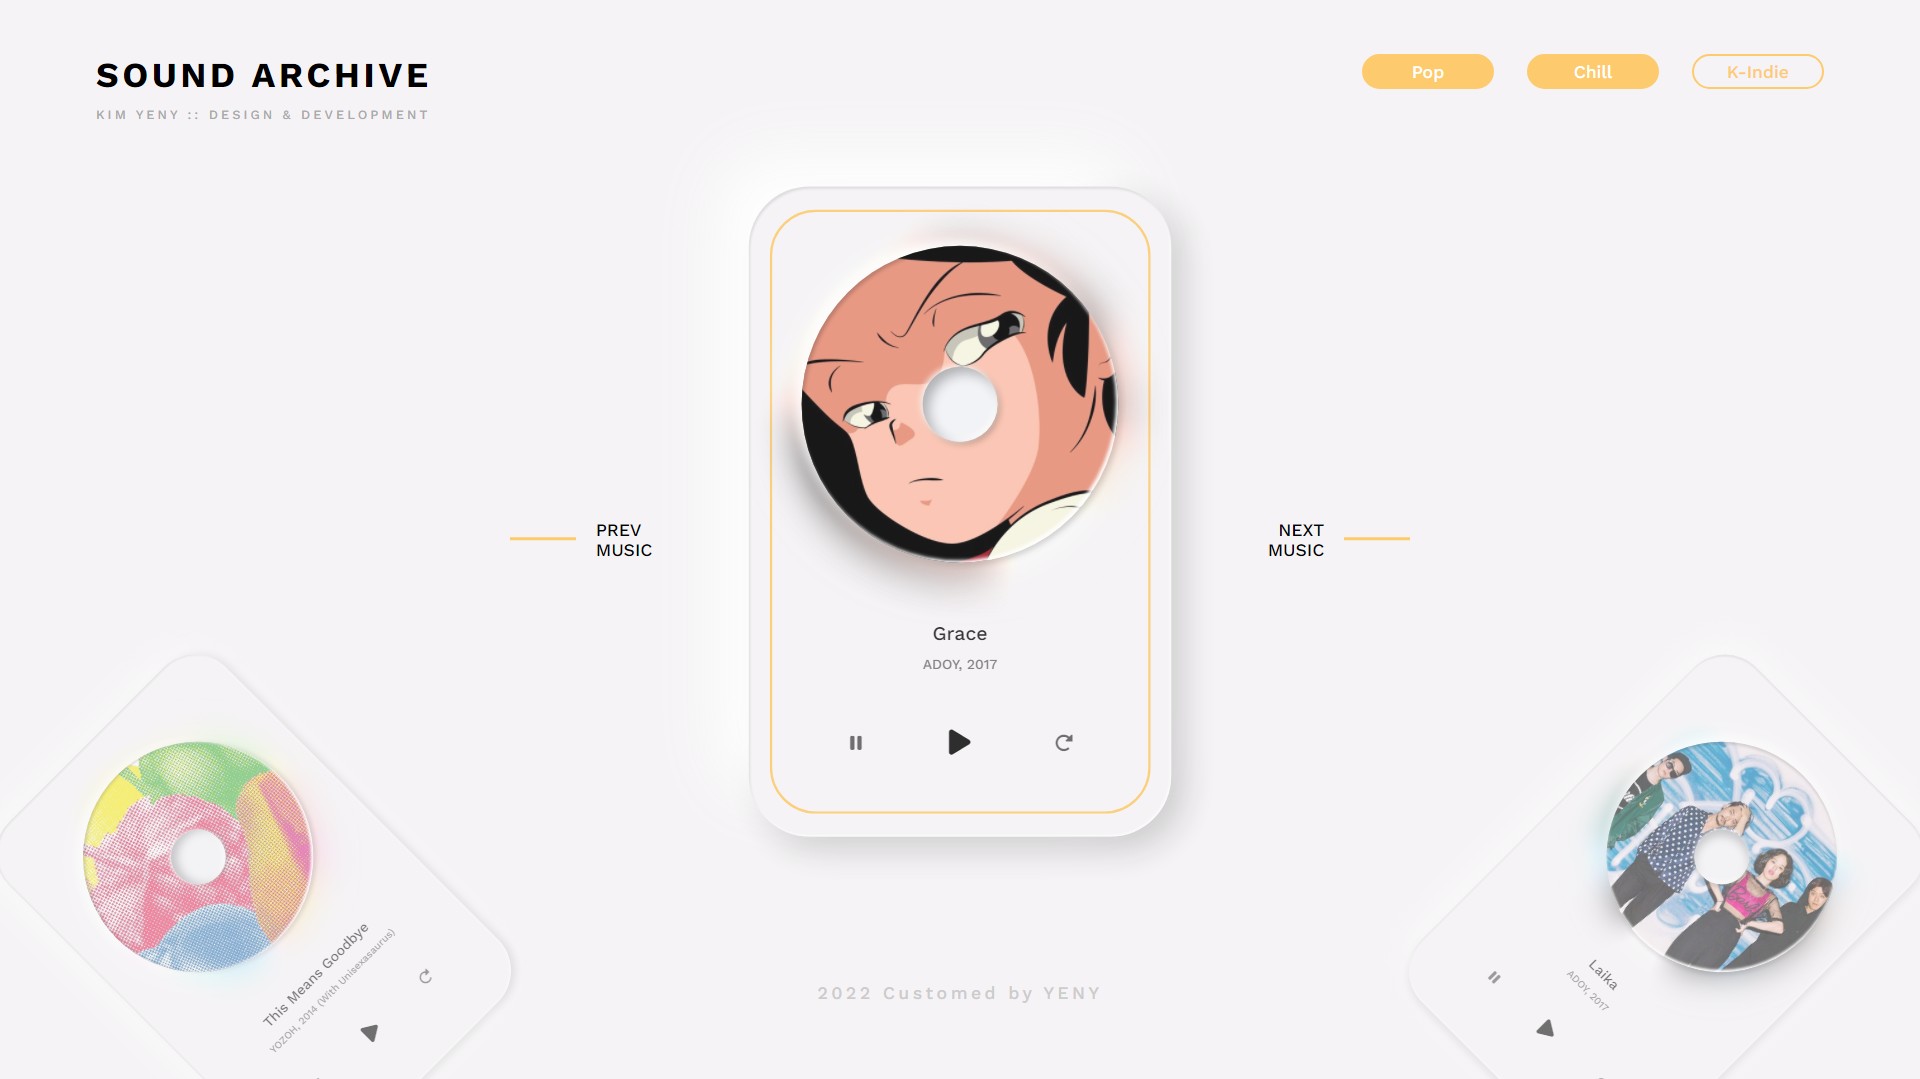 SOUND ARCHIVE
KIM YENY :: DESIGN & DEVELOPMENT
Pop
Chill
K-Indie
PREV
MUSIC
NEXT
MUSIC
Grace
ADOY, 2017
This Means Goodbye
YOZOH, 2014 (With Unisexasaurus)
Laika
ADOY, 2017
2022 Customed by YENY